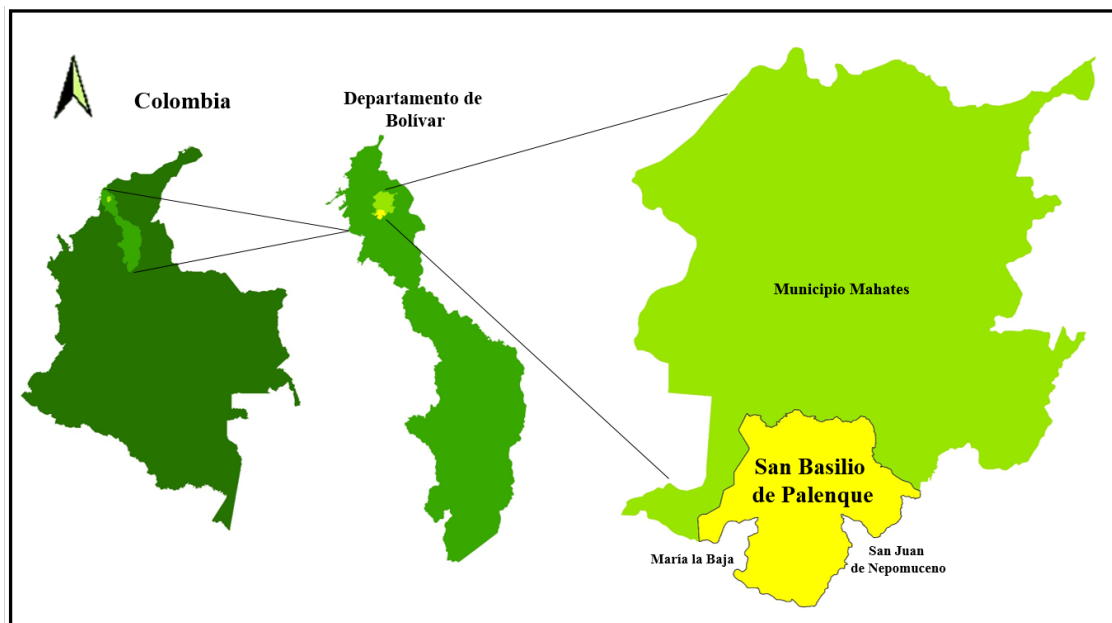 Colombia
Departamento de
Bolívar
Municipio Mahates
San Basilio
de Palenque
María la Baja
San Juan
de Nepomuceno